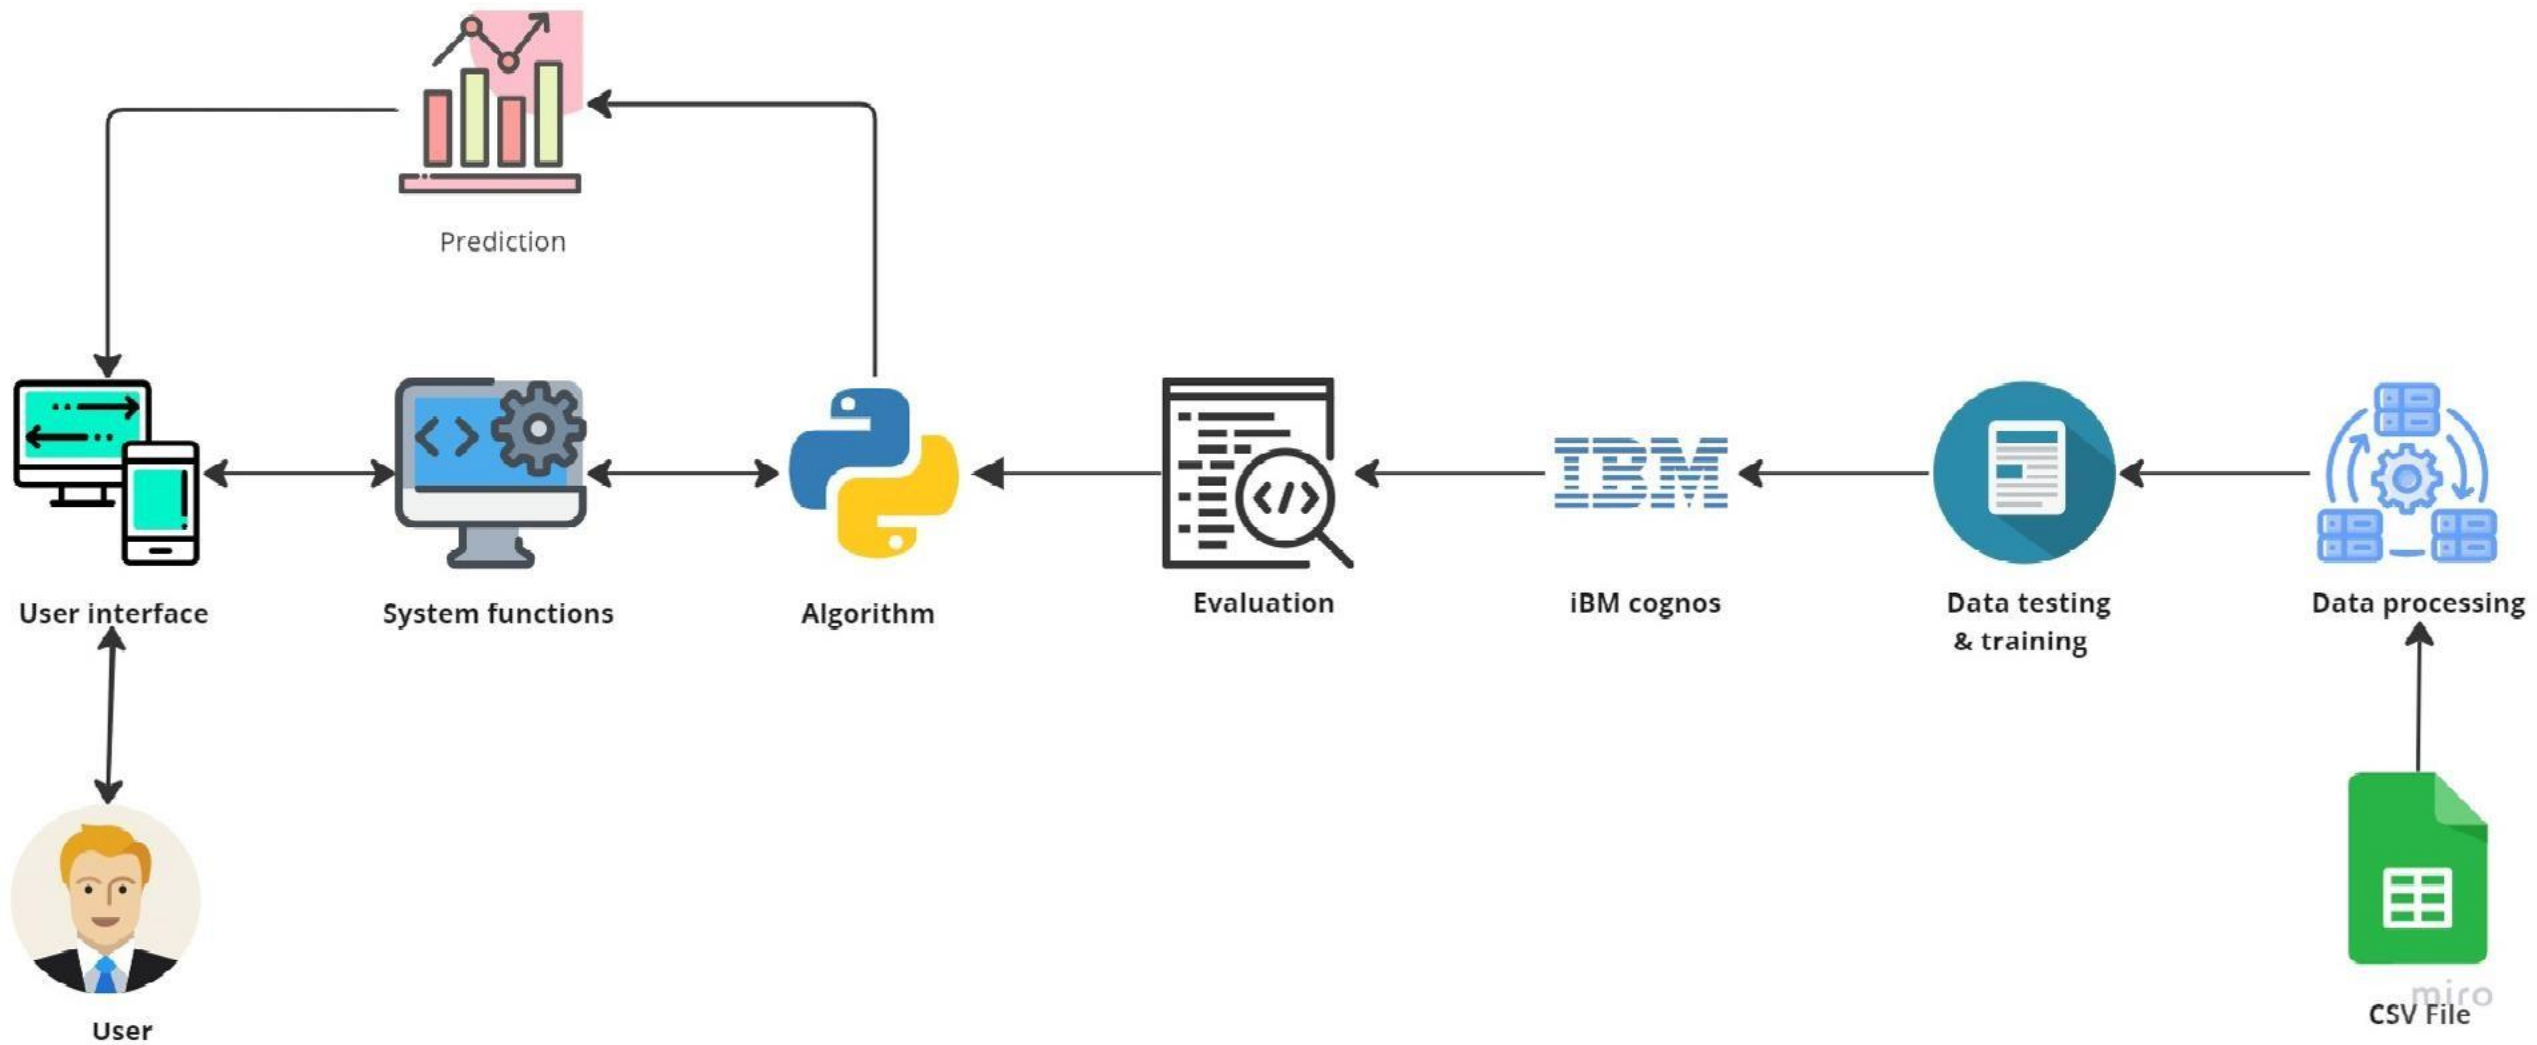 Prediction
User interface
System functions
Algorithm
Evaluation
IBM
iBM cognos
Data testing
& training
Data processing
User
miro
CSV File